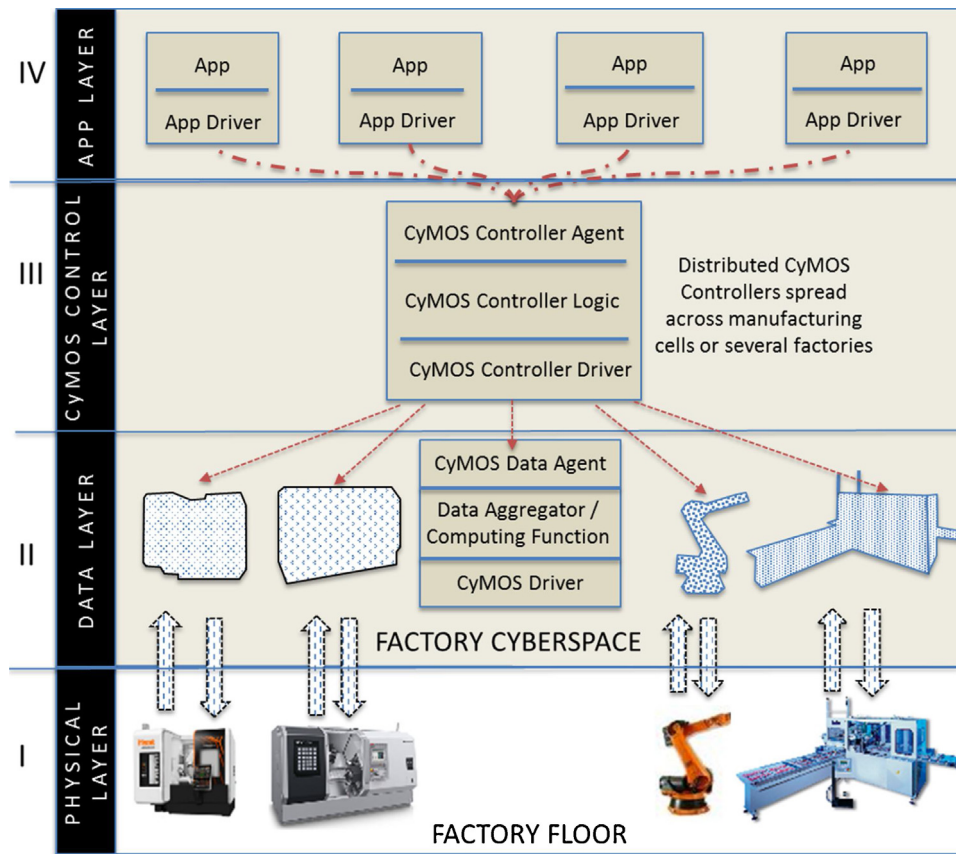 IV
APP LAYER
App
App Driver
App
App Driver
App
App Driver
App
App Driver
III
CyMOS CONTROL
LAYER
CyMOS Controller Agent
CyMOS Controller Logic
CyMOS Controller Driver
Distributed CyMOS
Controllers spread
across manufacturing
cells or several factories
II
DATA LAYER
CyMOS Data Agent
Data Aggregator /
Computing Function
CyMOS Driver
FACTORY CYBERSPACE
I
PHYSICAL
LAYER
FACTORY FLOOR